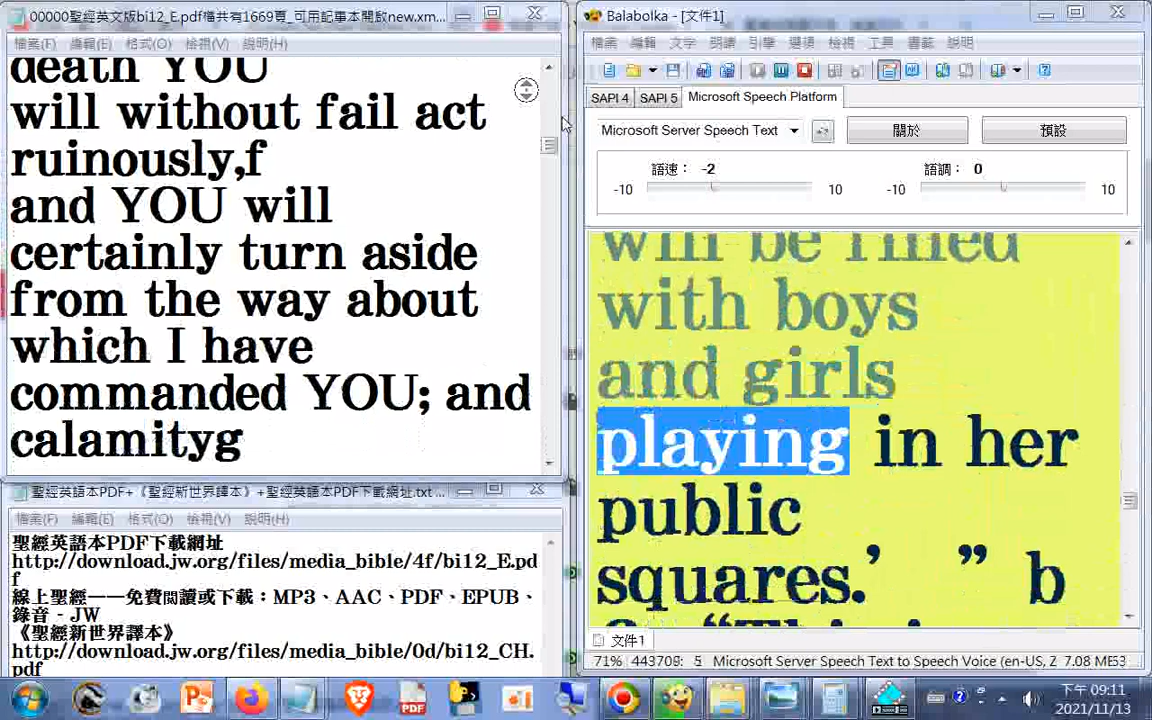 00000聖經英文版bi12_E.pdf檔共有1669頁_可用記事本開啟new.xm...
檔案(F) 編輯(E) 格式(O) 檢視(V) 說明(H)
death YOU
will without fail act
ruinously,f
and YOU will
certainly turn aside
from the way about
which I have
commanded YOU; and
calamityg
聖經英語本PDF+《聖經新世界譯本》+聖經英語本PDF下載網址.txt ...
檔案(F) 編輯(E) 格式(O) 檢視(V) 說明(H)
聖經英語本PDF下載網址
http://download.jw.org/files/media_bible/4f/bi12_E.pd
f
線上聖經——免費閱讀或下載：MP3、AAC、PDF、EPUB、
錄音 - JW
《聖經新世界譯本》
http://download.jw.org/files/media_bible/0d/bi12_CH.
pdf
Balabolka - [文件1]
檔案 編輯 文字 朗讀 引擎 選項 檢視 工具 書籤 說明
SAPI 4 SAPI 5 Microsoft Speech Platform
Microsoft Server Speech Text 關於 預設
語速： -2 語調： 0
-10 10 -10 10
will be filled
with boys
and girls
playing in her
public
squares.’ ” b
6 “This is
文件1
71% 443709: 5 Microsoft Server Speech Text to Speech Voice (en-US, Z 7.08 ME53
PDF
下午 09:11
2021/11/13